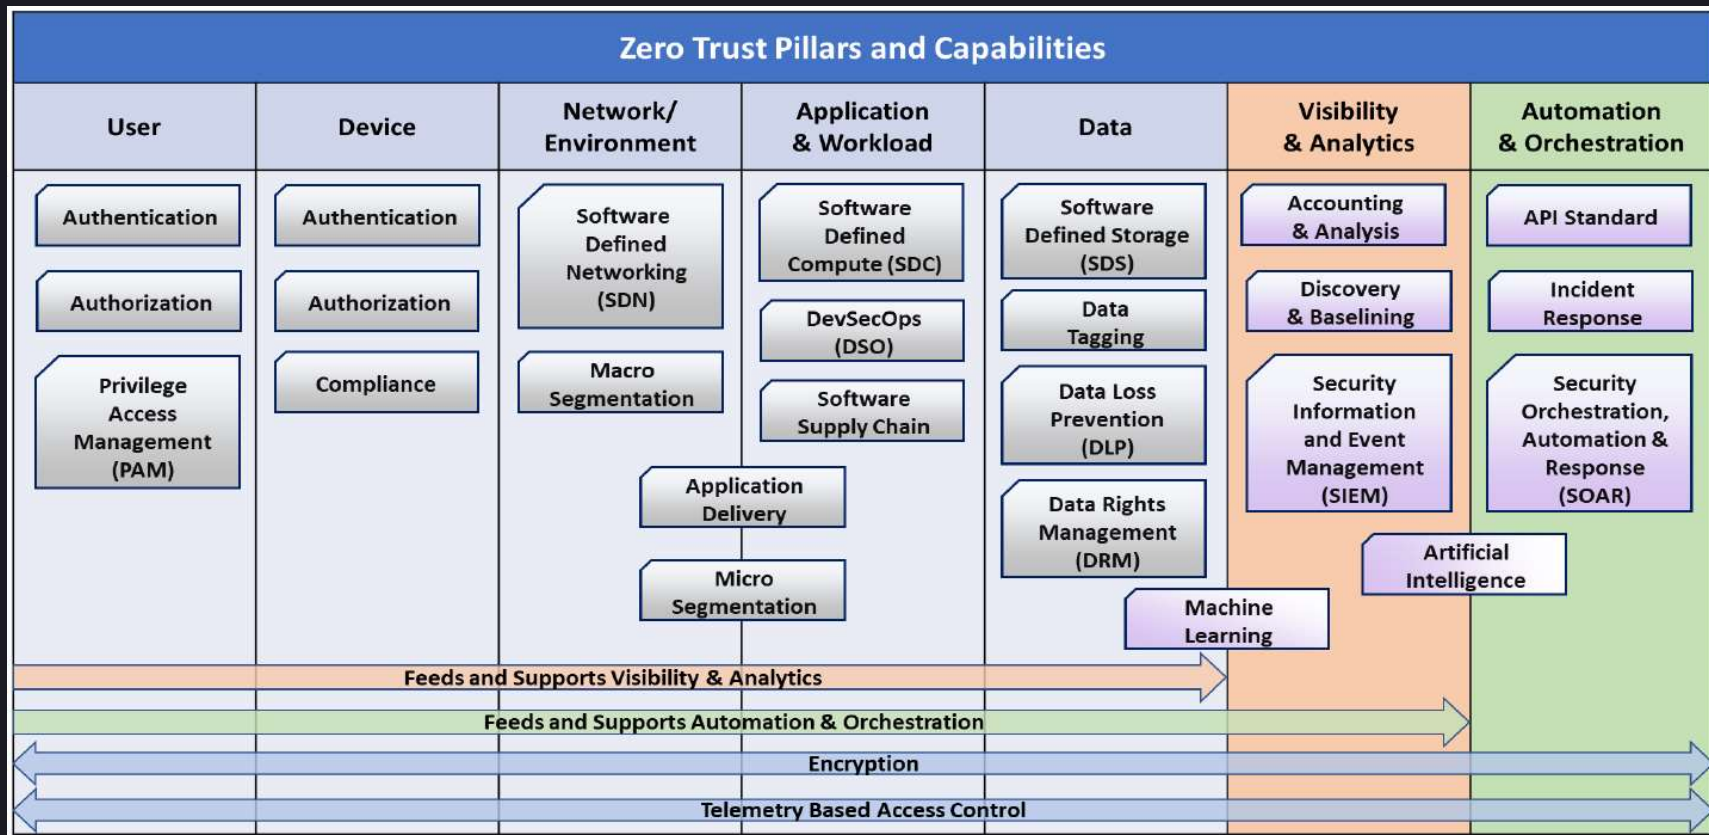 Zero Trust Pillars and Capabilities
User
Device
Network/
Environment
Application
& Workload
Data
Visibility
& Analytics
Automation
& Orchestration
Authentication
Authorization
Privilege
Access
Management
(PAM)
Authentication
Authorization
Compliance
Software
Defined
Networking
(SDN)
Macro
Segmentation
Software
Defined
Compute (SDC)
DevSecOps
(DSO)
Software
Supply Chain
Application
Delivery
Micro
Segmentation
Software
Defined Storage
(SDS)
Data
Tagging
Data Loss
Prevention
(DLP)
Data Rights
Management
(DRM)
Machine
Learning
Accounting
& Analysis
Discovery
& Baselining
Security
Information
and Event
Management
(SIEM)
Artificial
Intelligence
API Standard
Incident
Response
Security
Orchestration,
Automation &
Response
(SOAR)
Feeds and Supports Visibility & Analytics
Feeds and Supports Automation & Orchestration
Encryption
Telemetry Based Access Control